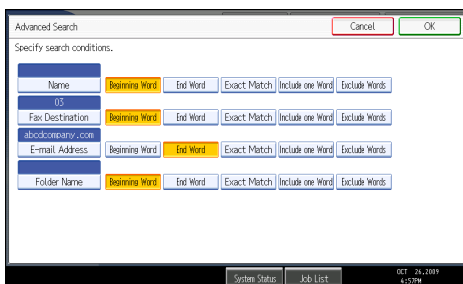 Advanced Search Cancel OK
Specify search conditions.
Name Beginning Word End Word Exact Match Include one Word Exclude Words
03
Fax Destination Beginning Word End Word Exact Match Include one Word Exclude Words
abcdcompany.com
E-mail Address Beginning Word End Word Exact Match Include one Word Exclude Words
Folder Name Beginning Word End Word Exact Match Include one Word Exclude Words
System Status Job List OCT 26,2009
4:57PM